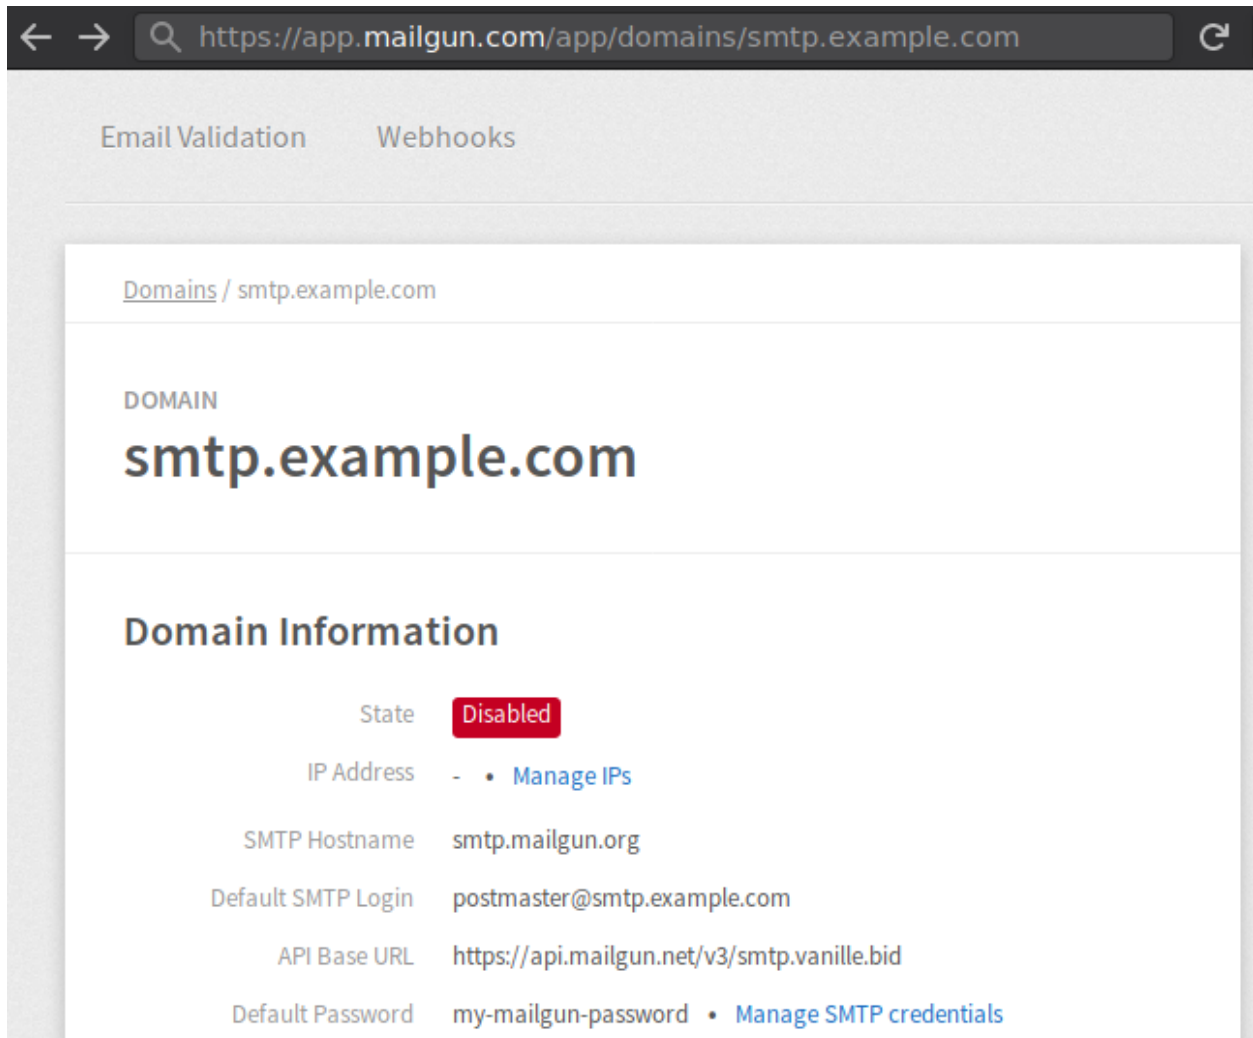 https://app.mailgun.com/app/domains/smtp.example.com
Email Validation Webhooks
Domains / smtp.example.com
DOMAIN
smtp.example.com
Domain Information
State Disabled
IP Address - • Manage IPs
SMTP Hostname smtp.mailgun.org
Default SMTP Login postmaster@smtp.example.com
API Base URL https://api.mailgun.net/v3/smtp.vanille.bid
Default Password my-mailgun-password • Manage SMTP credentials